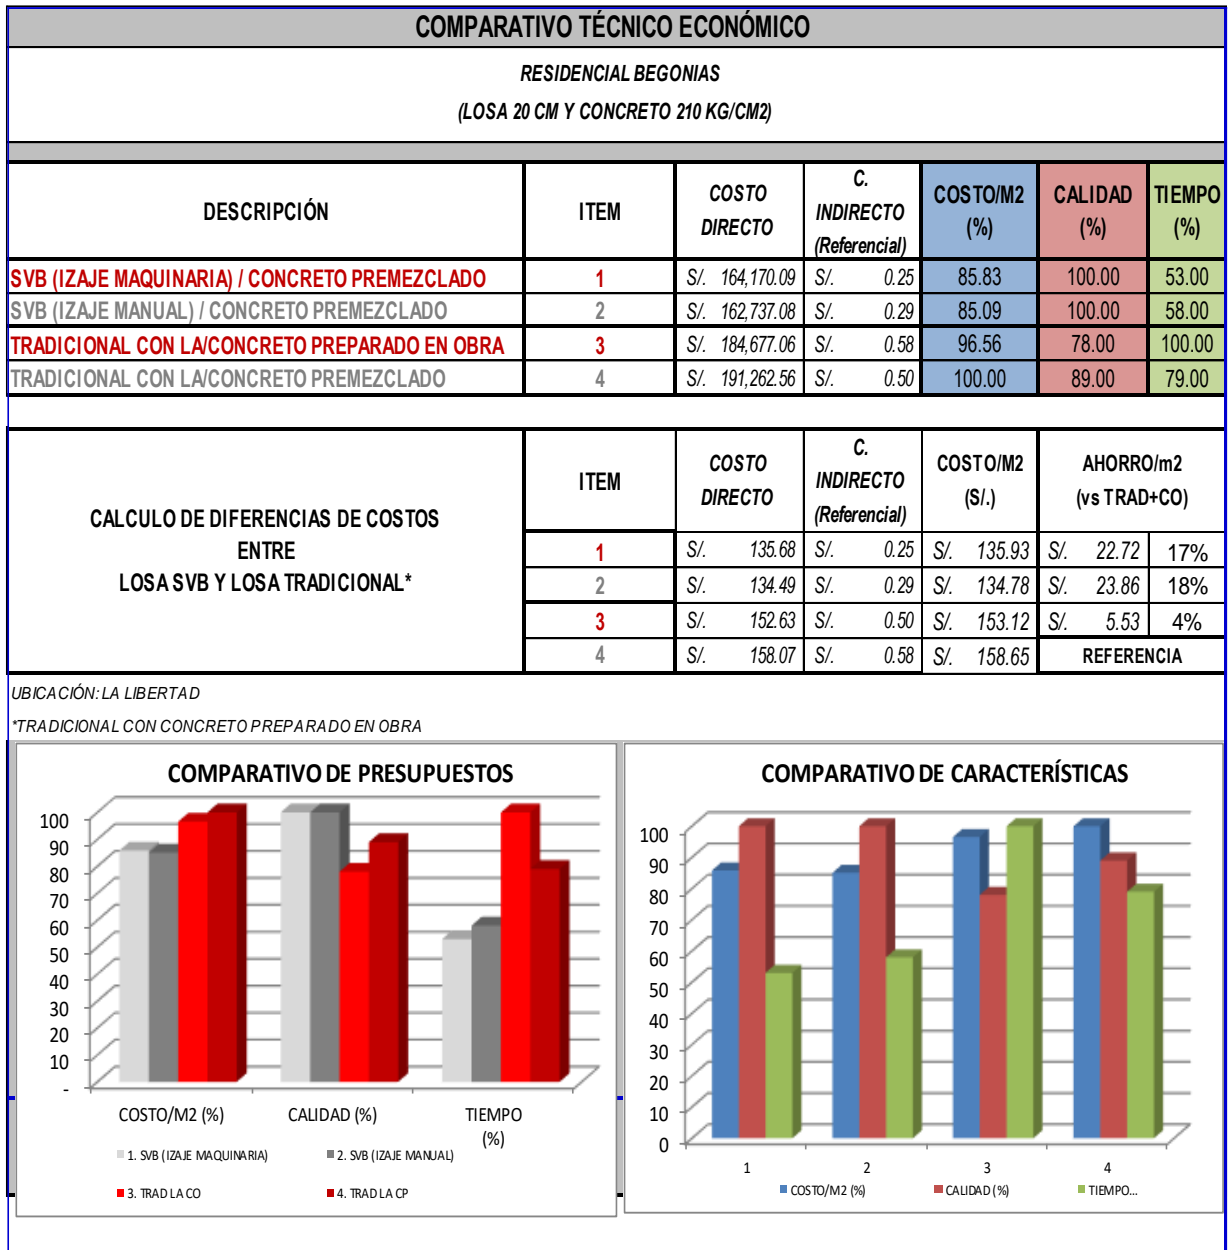 COMPARATIVO TÉCNICO ECONÓMICO
RESIDENCIAL BEGONIAS
(LOSA 20 CM Y CONCRETO 210 KG/CM2)
DESCRIPCIÓN ITEM COSTO DIRECTO C. INDIRECTO (Referencial) COSTO/M2 (%) CALIDAD (%) TIEMPO (%)
SVB (IZAJE MAQUINARIA) / CONCRETO PREMEZCLADO 1 S/. 164,170.09 S/. 0.25 85.83 100.00 53.00
SVB (IZAJE MANUAL) / CONCRETO PREMEZCLADO 2 S/. 162,737.08 S/. 0.29 85.09 100.00 58.00
TRADICIONAL CON LA/CONCRETO PREPARADO EN OBRA 3 S/. 184,677.06 S/. 0.58 96.56 78.00 100.00
TRADICIONAL CON LA/CONCRETO PREMEZCLADO 4 S/. 191,262.56 S/. 0.50 100.00 89.00 79.00
CALCULO DE DIFERENCIAS DE COSTOS
ENTRE
LOSA SVB Y LOSA TRADICIONAL*
ITEM COSTO DIRECTO C. INDIRECTO (Referencial) COSTO/M2 (S/.) AHORRO/m2 (vs TRAD+CO)
1 S/. 135.68 S/. 0.25 S/. 135.93 S/. 22.72 17%
2 S/. 134.49 S/. 0.29 S/. 134.78 S/. 23.86 18%
3 S/. 152.63 S/. 0.50 S/. 153.12 S/. 5.53 4%
4 S/. 158.07 S/. 0.58 S/. 158.65 REFERENCIA
UBICACIÓN: LA LIBERTAD
*TRADICIONAL CON CONCRETO PREPARADO EN OBRA
COMPARATIVO DE PRESUPUESTOS
100
90
80
70
60
50
40
30
20
10
-
COSTO/M2 (%) CALIDAD (%) TIEMPO
(%)
1. SVB (IZAJE MAQUINARIA) 2. SVB (IZAJE MANUAL)
3. TRAD LA CO 4. TRAD LA CP
COMPARATIVO DE CARACTERÍSTICAS
100
90
80
70
60
50
40
30
20
10
0
1 2 3 4
COSTO/M2 (%) CALIDAD (%) TIEMPO...